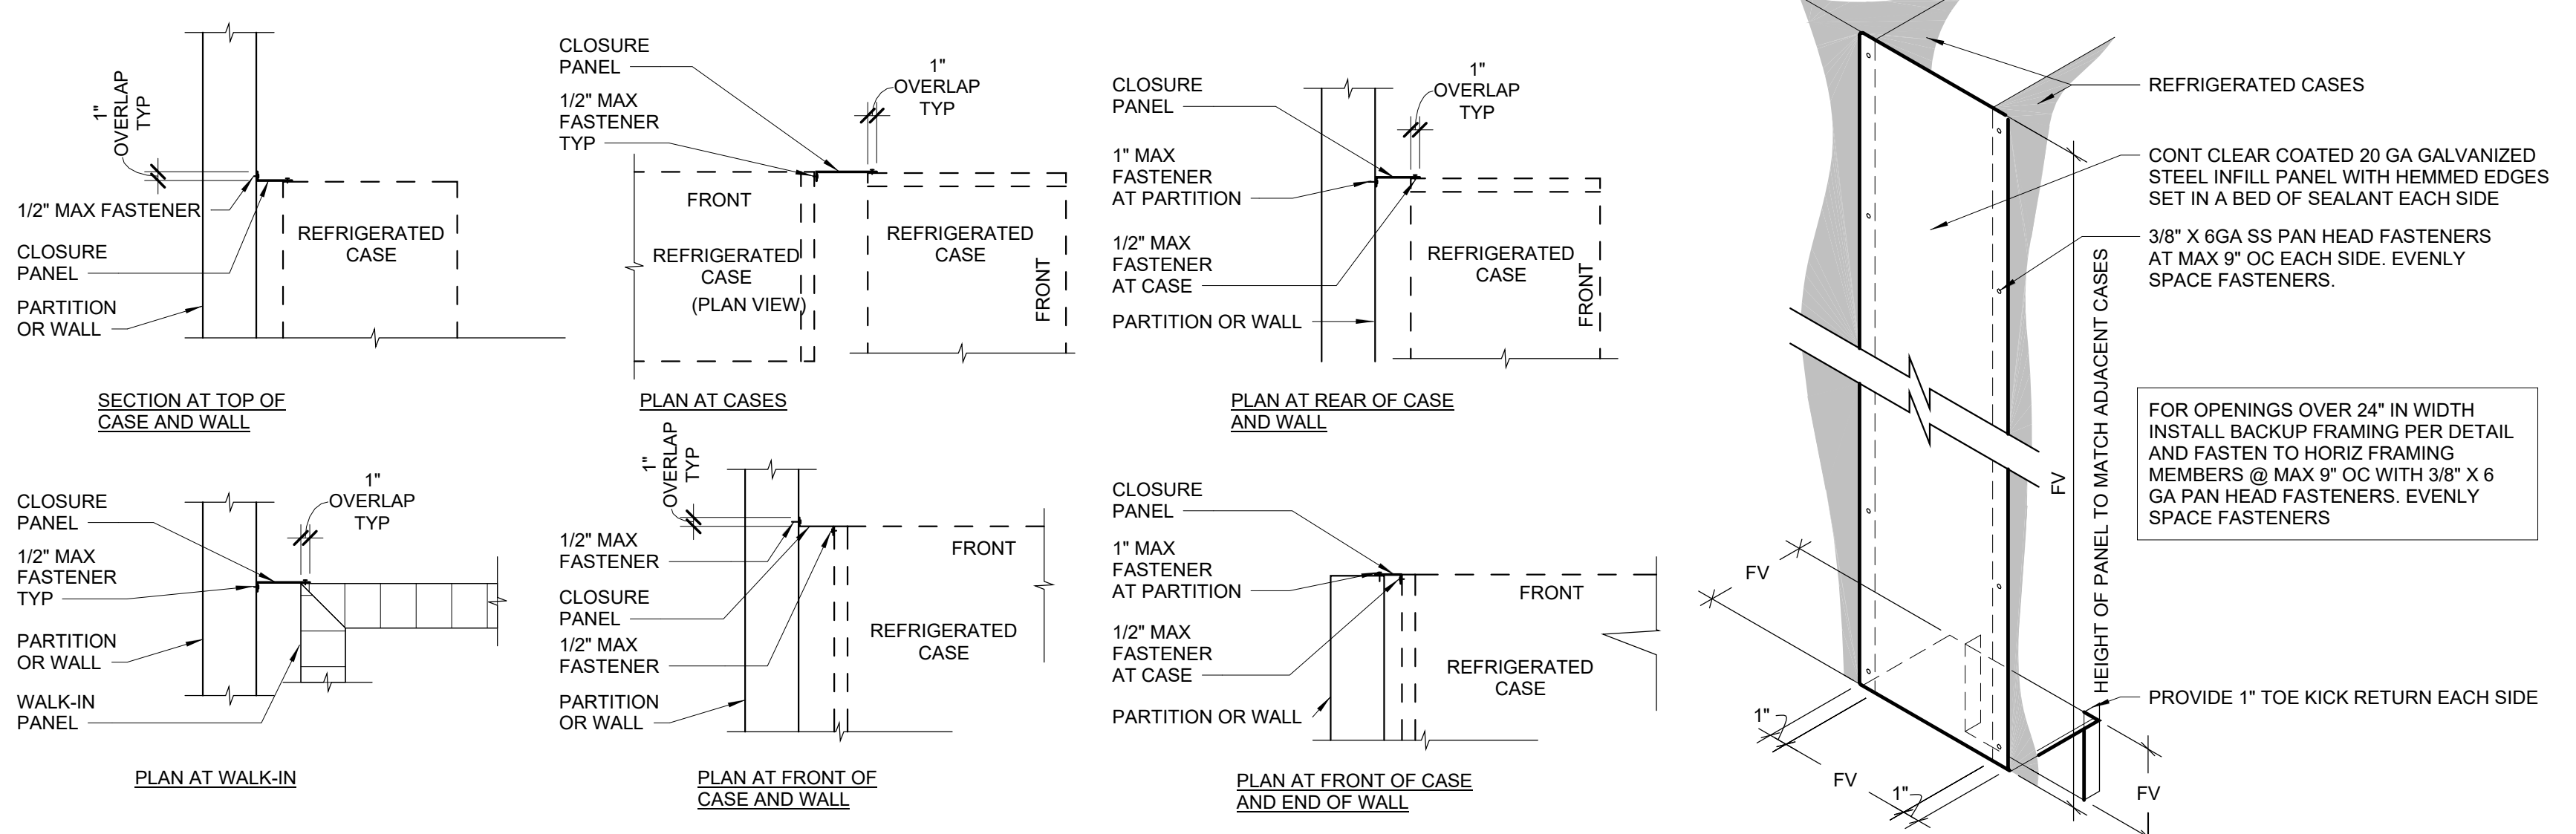 1"
OVERLAP
TYP
1/2" MAX FASTENER
CLOSURE
PANEL
PARTITION
OR WALL
REFRIGERATED
CASE
SECTION AT TOP OF
CASE AND WALL
CLOSURE
PANEL
1/2" MAX
FASTENER
TYP
1"
OVERLAP
TYP
FRONT
REFRIGERATED
CASE
(PLAN VIEW)
REFRIGERATED
CASE
FRONT
PLAN AT CASES
CLOSURE
PANEL
1" MAX
FASTENER
AT PARTITION
1/2" MAX
FASTENER
AT CASE
PARTITION OR WALL
1"
OVERLAP
TYP
REFRIGERATED
CASE
FRONT
PLAN AT REAR OF CASE
AND WALL
CLOSURE
PANEL
1/2" MAX
FASTENER
TYP
PARTITION
OR WALL
WALK-IN
PANEL
1"
OVERLAP
TYP
PLAN AT WALK-IN
1"
OVERLAP
TYP
1/2" MAX
FASTENER
CLOSURE
PANEL
1/2" MAX
FASTENER
PARTITION
OR WALL
FRONT
REFRIGERATED
CASE
PLAN AT FRONT OF
CASE AND WALL
CLOSURE
PANEL
1" MAX
FASTENER
AT PARTITION
1/2" MAX
FASTENER
AT CASE
PARTITION OR WALL
FRONT
REFRIGERATED
CASE
PLAN AT FRONT OF CASE
AND END OF WALL
REFRIGERATED CASES
CONT CLEAR COATED 20 GA GALVANIZED
STEEL INFILL PANEL WITH HEMMED EDGES
SET IN A BED OF SEALANT EACH SIDE
3/8" X 6GA SS PAN HEAD FASTENERS
AT MAX 9" OC EACH SIDE. EVENLY
SPACE FASTENERS.
FOR OPENINGS OVER 24" IN WIDTH
INSTALL BACKUP FRAMING PER DETAIL
AND FASTEN TO HORIZ FRAMING
MEMBERS @ MAX 9" OC WITH 3/8" X 6
GA PAN HEAD FASTENERS. EVENLY
SPACE FASTENERS
FV
HEIGHT OF PANEL TO MATCH ADJACENT CASES
FV
PROVIDE 1" TOE KICK RETURN EACH SIDE
1"
FV
1"
FV